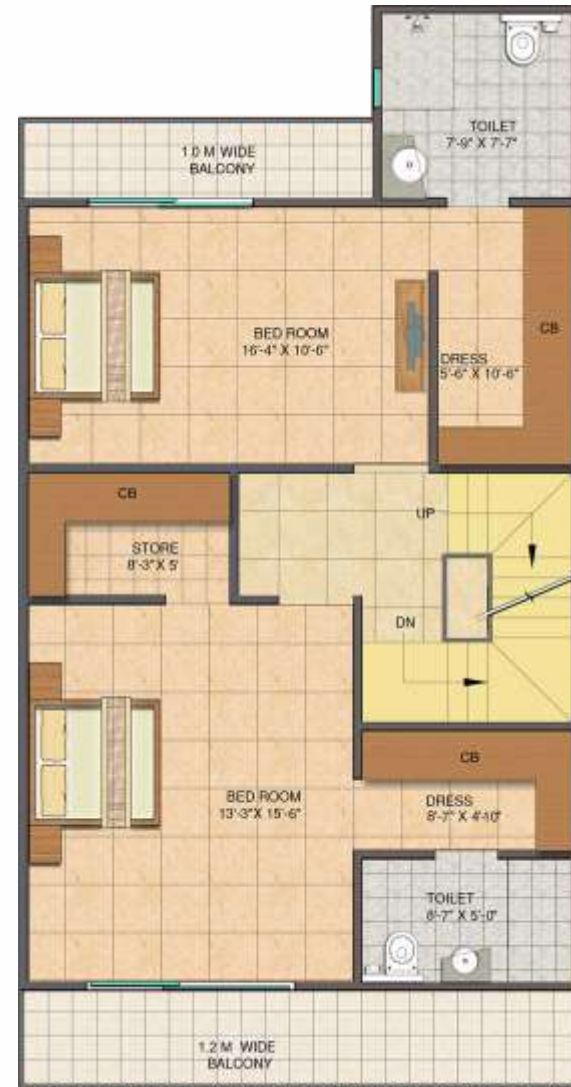 TOILET
7'-9" X 7'-7"
1.0 M WIDE
BALCONY
BED ROOM
16'-4" X 10'-6"
CB
DRESS
5'-6" X 10'-6"
CB
UP
STORE
8'-3" X 5'
DN
CB
BED ROOM
13'-3" X 15'-6"
DRESS
8'-7" X 4'-10"
TOILET
8'-7" X 5'-0"
1.2 M WIDE
BALCONY